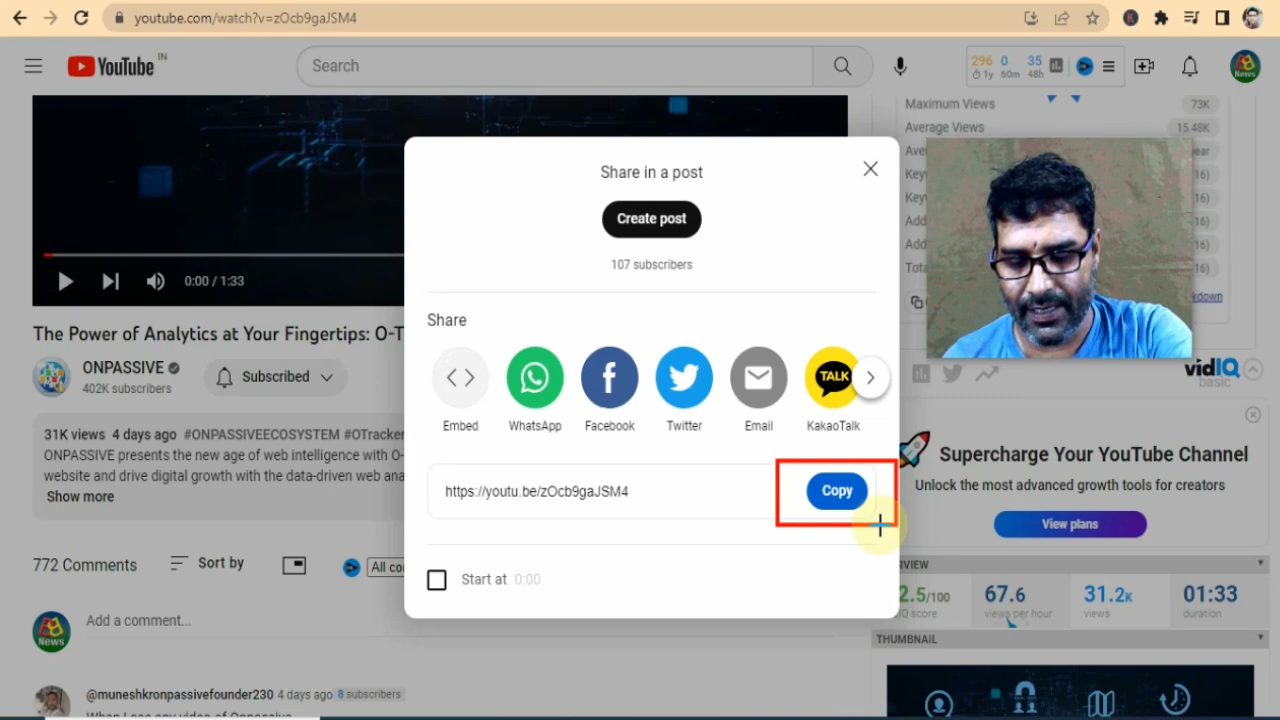 youtube.com/watch?v=zOcb9gaJSM4
YouTube IN
Search
296 0 35
1y 60m 48h
News
Maximum Views 73K
Average Views 15.48K
Share in a post
Create post
107 subscribers
0:00 / 1:33
Share
TALK
Embed WhatsApp Facebook Twitter Email KakaoTalk
https://youtu.be/zOcb9gaJSM4 Copy
Start at 0:00
The Power of Analytics at Your Fingertips: O-T
ONPASSIVE
402K subscribers
Subscribed
31K views 4 days ago #ONPASSIVEECOSYSTEM #OTracker
ONPASSIVE presents the new age of web intelligence with O-
website and drive digital growth with the data-driven web ana
Show more
772 Comments Sort by All co
News
Add a comment...
@muneshkronpassivefounder230 4 days ago 8 subscribers
When I see any video of Onpassive
vidIQ
basic
Supercharge Your YouTube Channel
Unlock the most advanced growth tools for creators
View plans
2.5/100 67.6 31.2K 01:33
views per hour views duration
THUMBNAIL